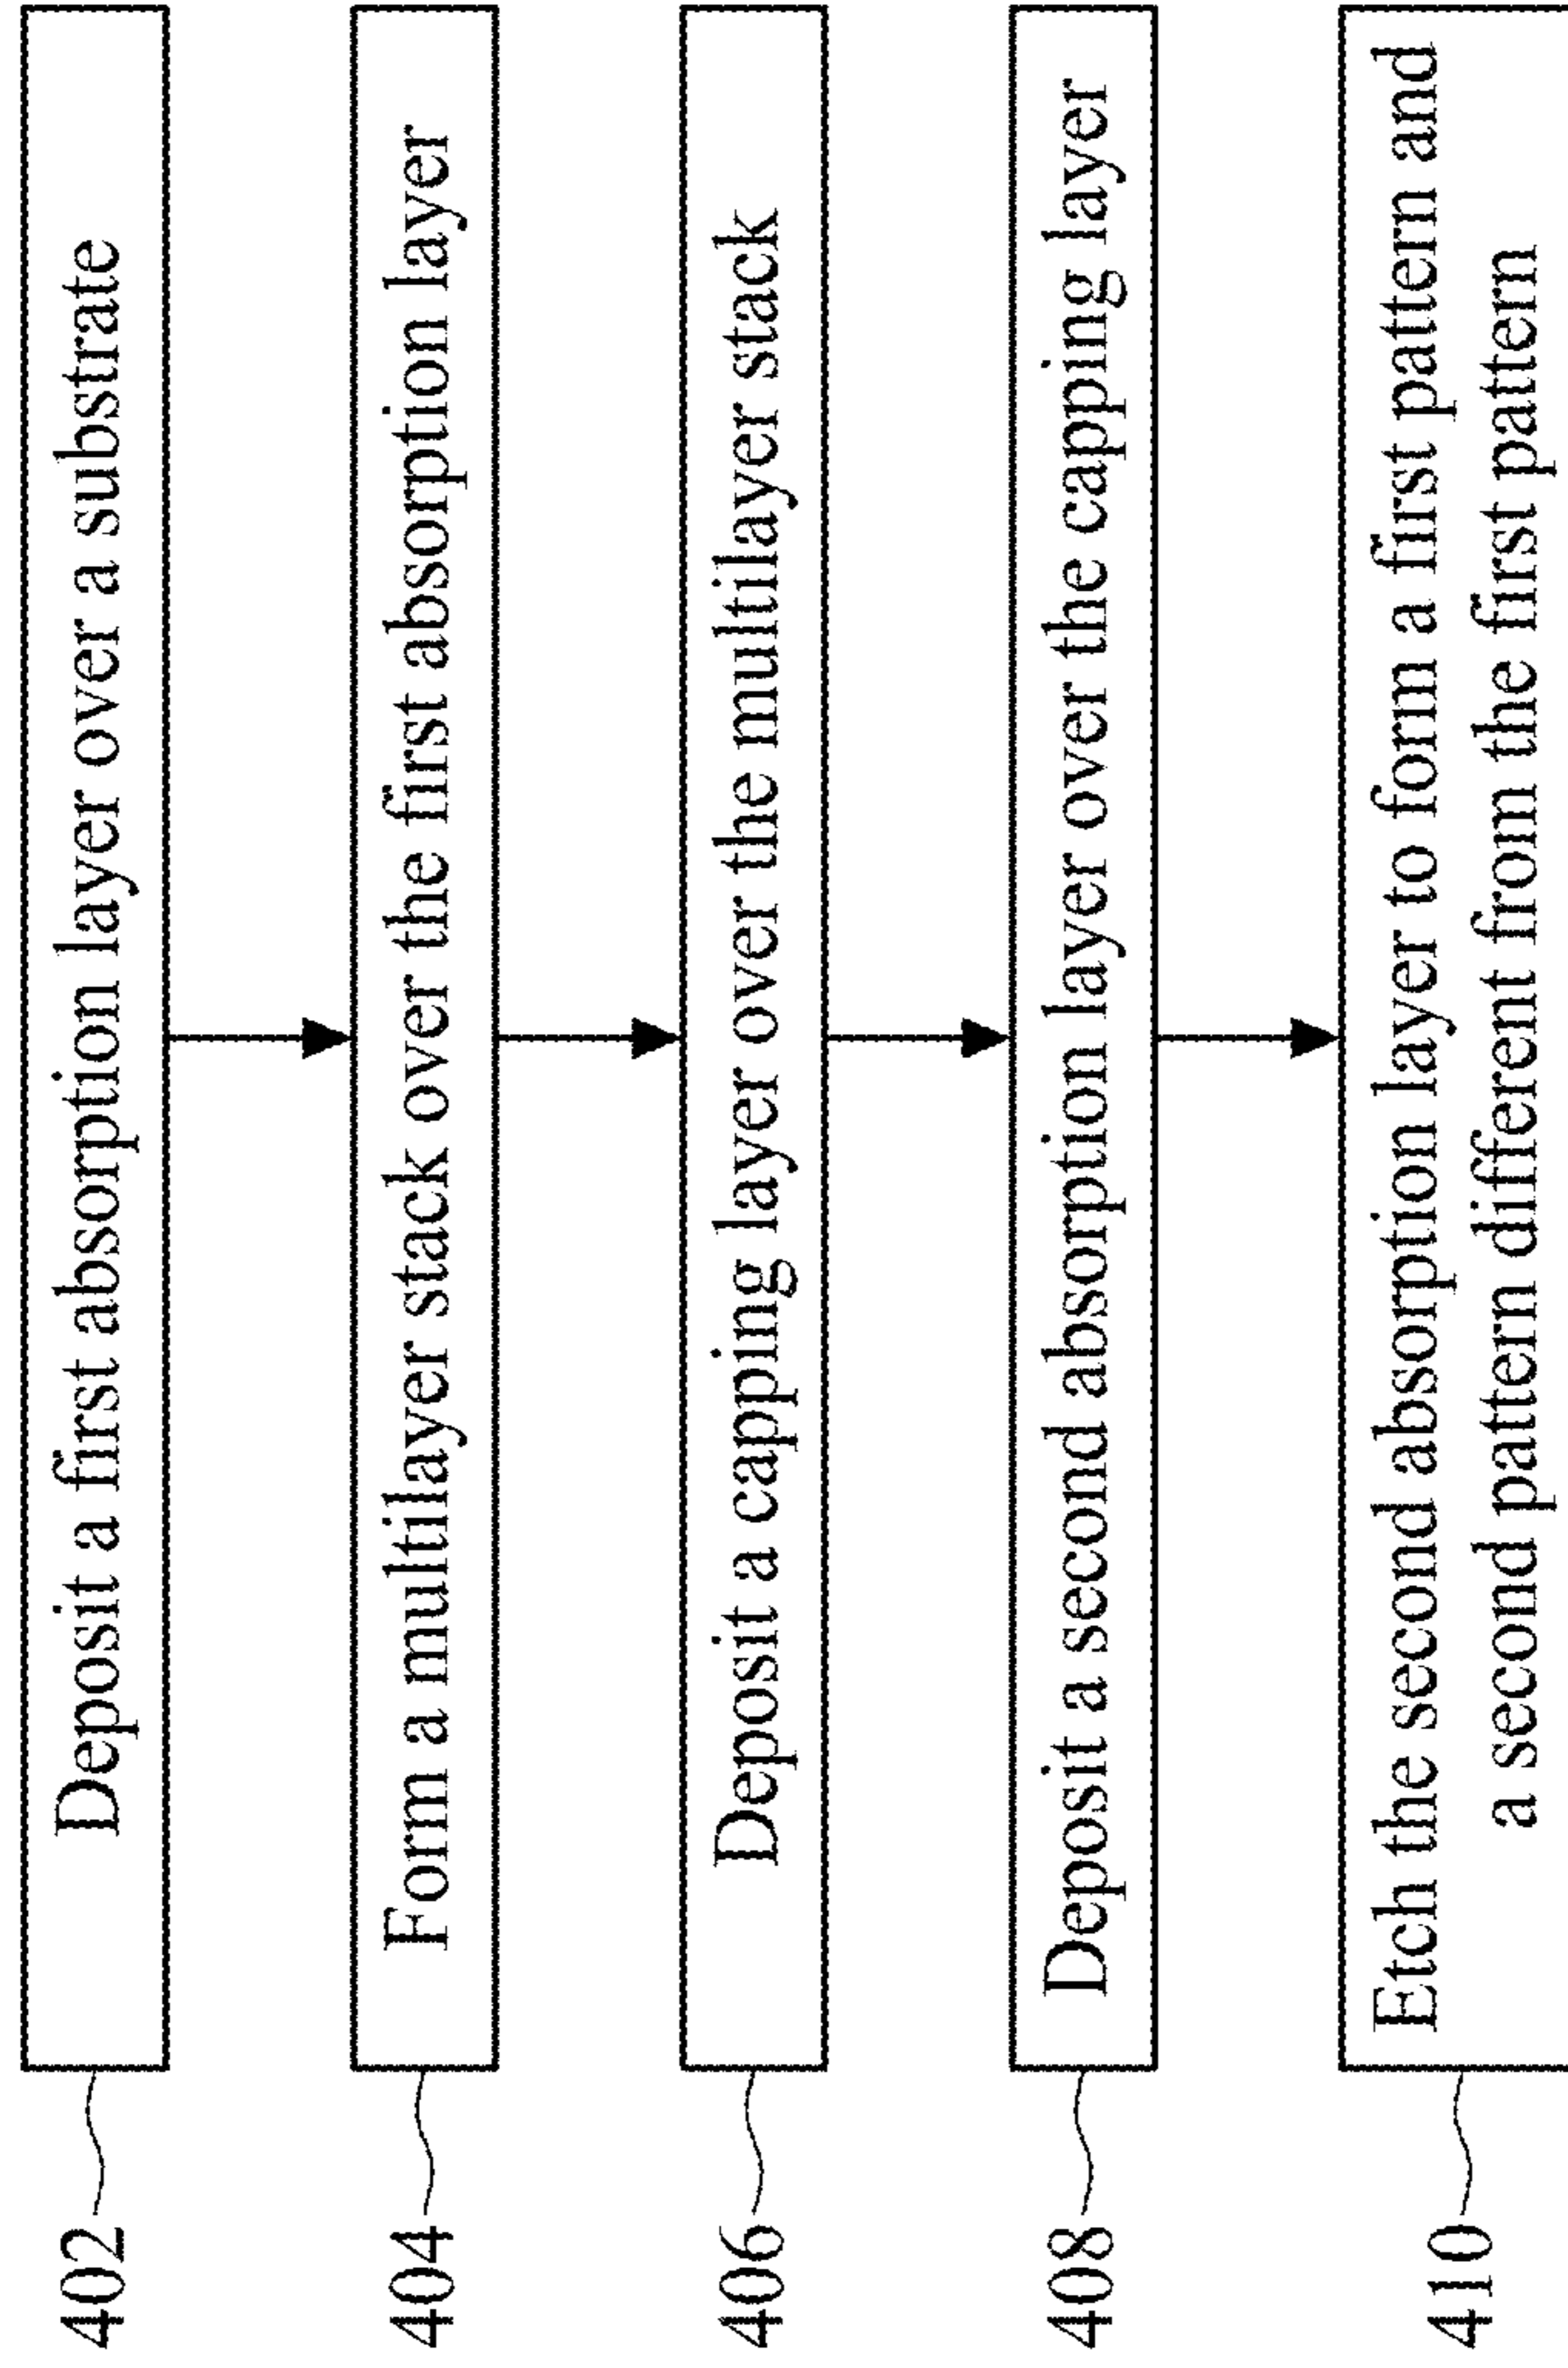 402
Deposit a first absorption layer over a substrate
404
Form a multilayer stack over the first absorption layer
406
Deposit a capping layer over the multilayer stack
408
Deposit a second absorption layer over the capping layer
410
Etch the second absorption layer to form a first pattern and
a second pattern different from the first pattern